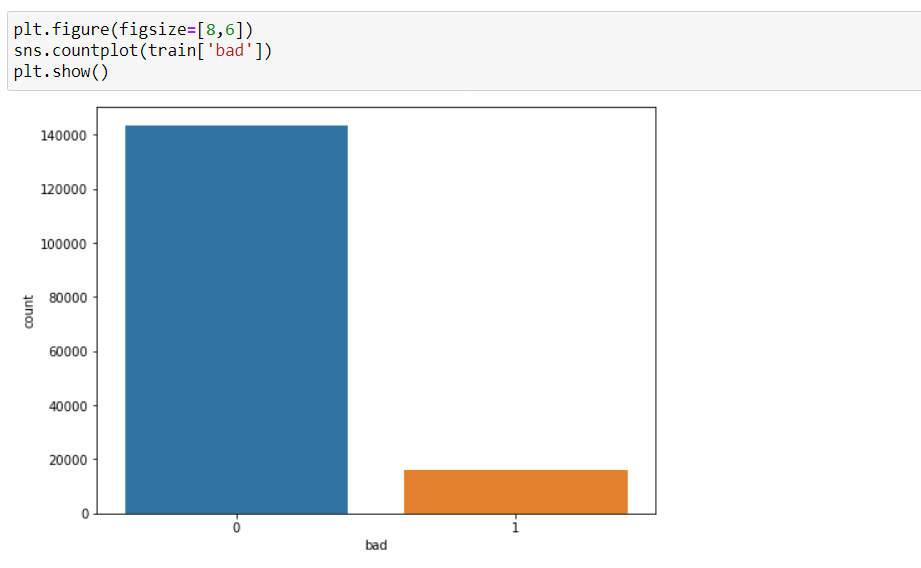 plt.figure(figsize=[8,6])
sns.countplot(train['bad'])
plt.show()
140000
120000
100000
80000
60000
40000
20000
0
count
0 1
bad